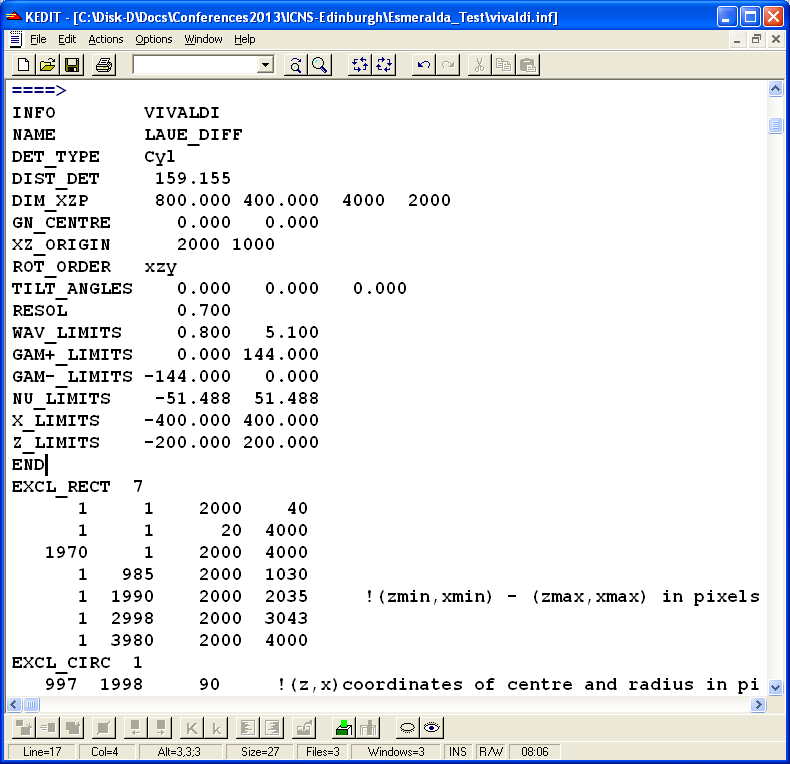 KEDIT - [C:\Disk-D\Docs\Conferences2013\ICNS-Edinburgh\Esmeralda_Test\vivaldi.inf]
File Edit Actions Options Window Help
====>
INFO VIVALDI
NAME LAUE_DIFF
DET_TYPE Cyl
DIST_DET 159.155
DIM_XZP 800.000 400.000 4000 2000
GN_CENTRE 0.000 0.000
XZ_ORIGIN 2000 1000
ROT_ORDER xzy
TILT_ANGLES 0.000 0.000 0.000
RESOL 0.700
WAV_LIMITS 0.800 5.100
GAM+_LIMITS 0.000 144.000
GAM-_LIMITS -144.000 0.000
NU_LIMITS -51.488 51.488
X_LIMITS -400.000 400.000
Z_LIMITS -200.000 200.000
END
EXCL_RECT 7
1 1 2000 40
1 1 20 4000
1970 1 2000 4000
1 985 2000 1030
1 1990 2000 2035 !(zmin,xmin) - (zmax,xmax) in pixels
1 2998 2000 3043
1 3980 2000 4000
EXCL_CIRC 1
997 1998 90 !(z,x)coordinates of centre and radius in pi
K k
Line=17 Col=4 Alt=3,3;3 Size=27 Files=3 Windows=3 INS R/W 08:06